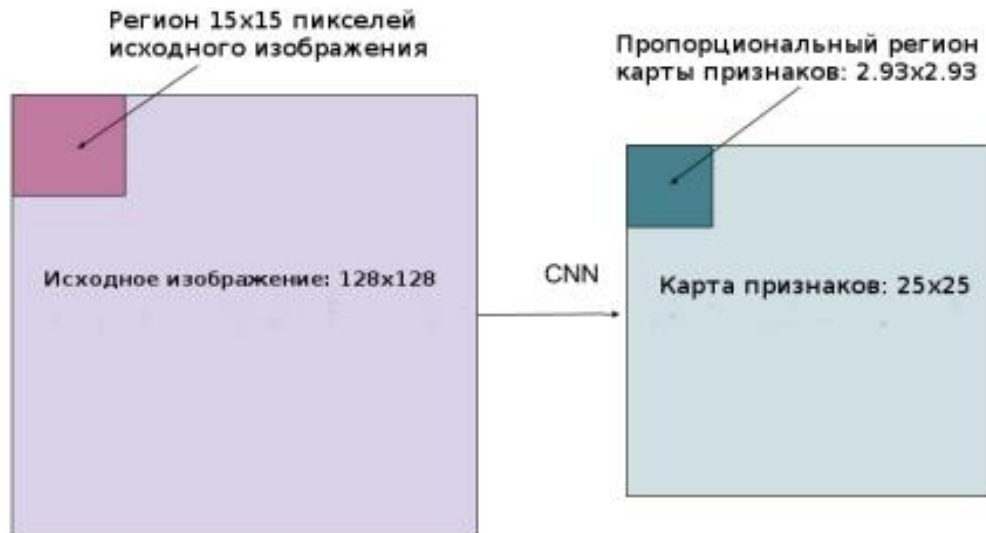 Регион 15x15 пикселей
исходного изображения
Пропорциональный регион
карты признаков: 2.93x2.93
Исходное изображение: 128x128
CNN
Карта признаков: 25x25